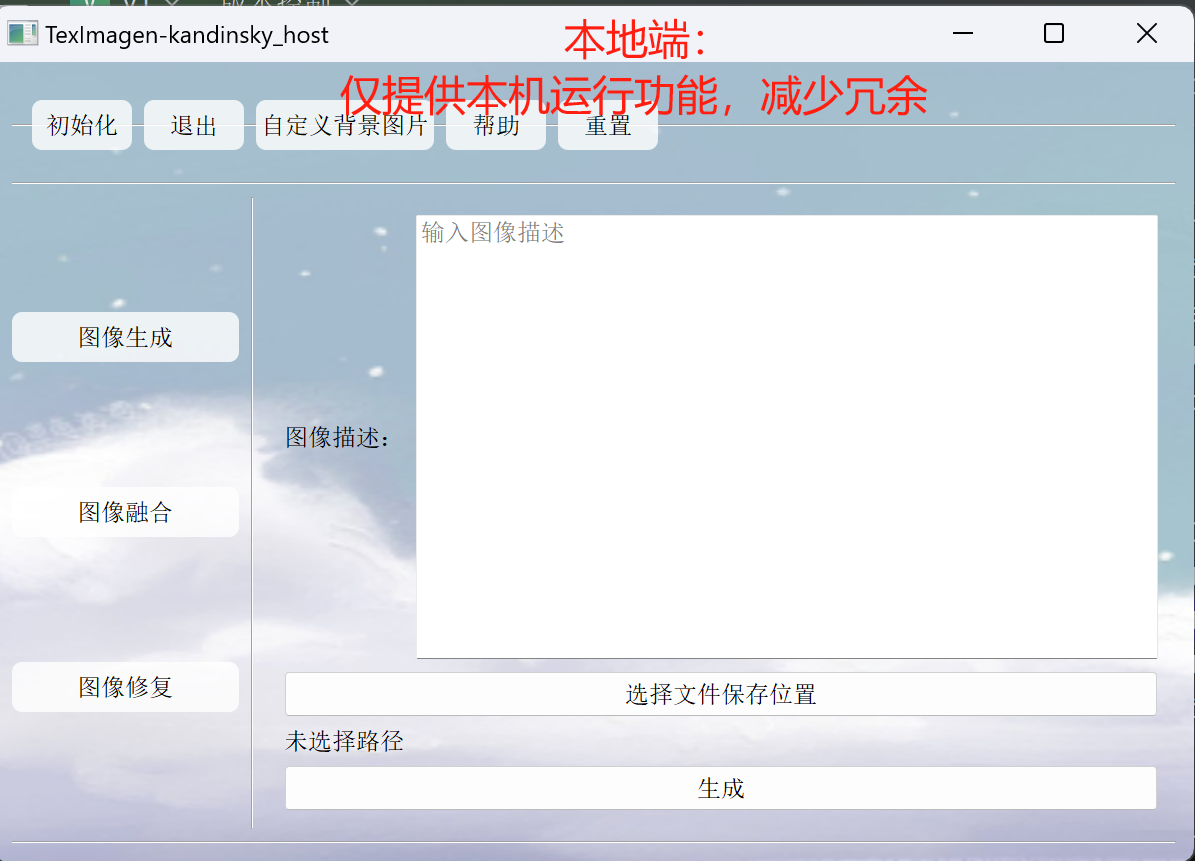 TexImagen-kandinsky_host
本地端：
仅提供本机运行功能，减少冗余
初始化
退出
自定义背景图片
帮助
重置
图像生成
图像融合
图像修复
输入图像描述
图像描述：
选择文件保存位置
未选择路径
生成